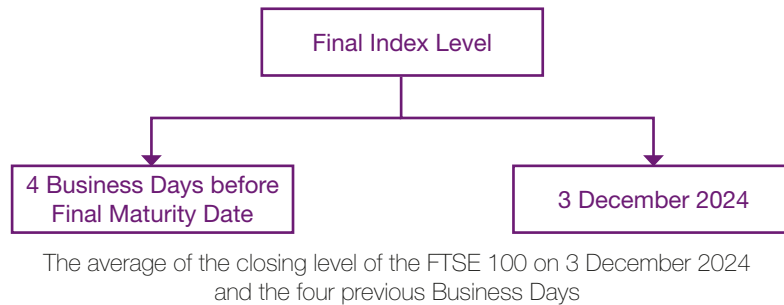 Final Index Level
4 Business Days before
Final Maturity Date
3 December 2024
The average of the closing level of the FTSE 100 on 3 December 2024
and the four previous Business Days